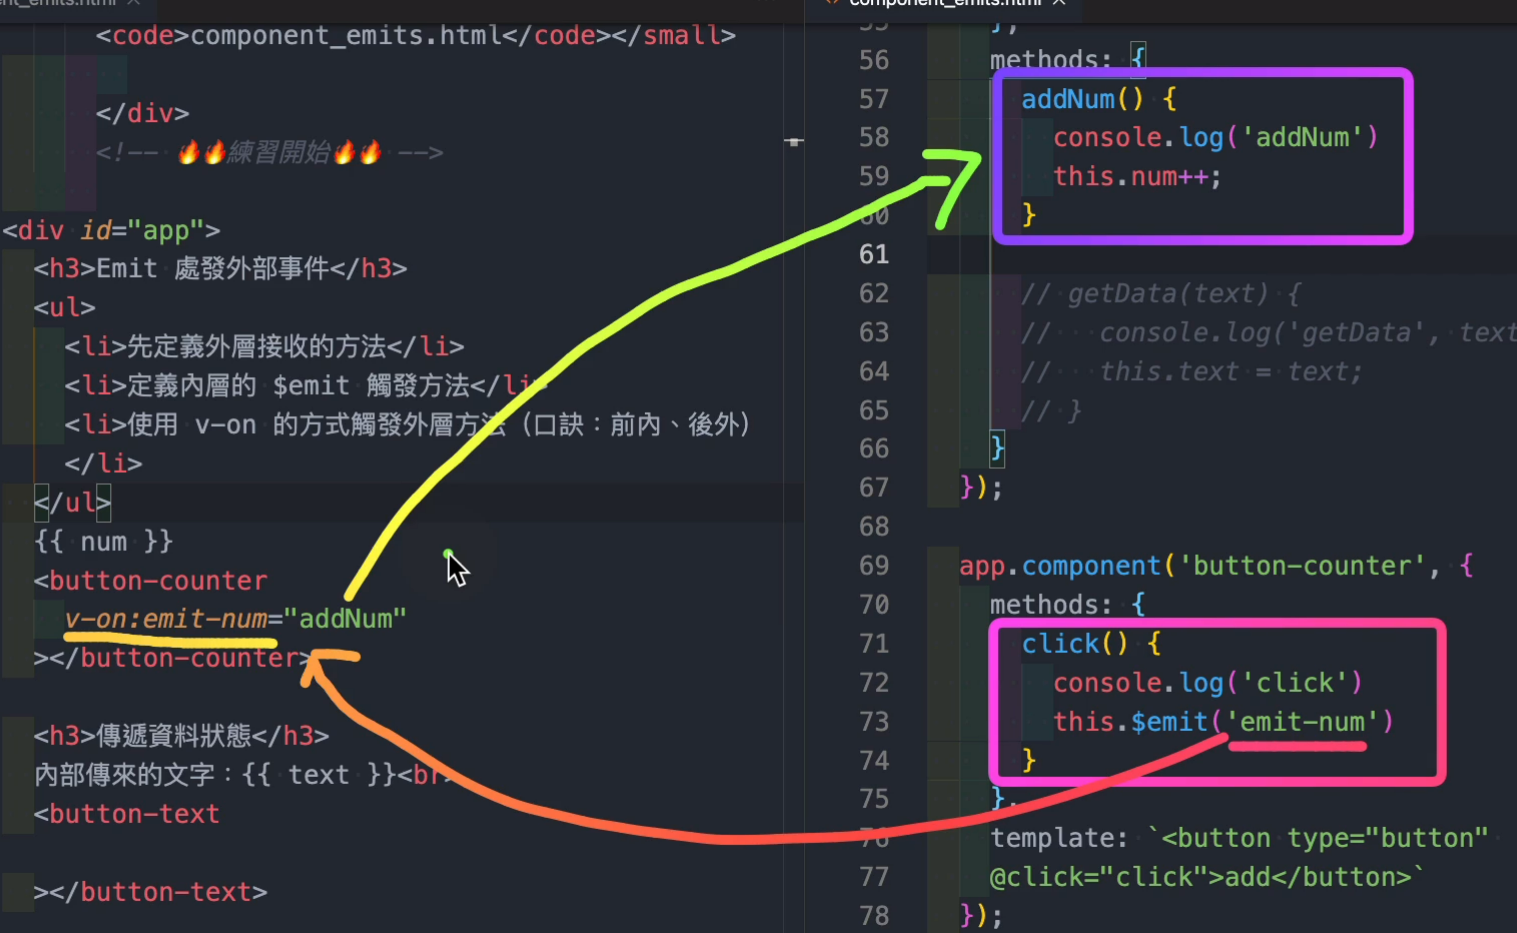 component_emits.html
<code>component_emits.html</code></small>
</div>
<!-- 🔥🔥練習開始🔥🔥 -->
<div id="app">
<h3>Emit 處發外部事件</h3>
<ul>
<li>先定義外層接收的方法</li>
<li>定義內層的 $emit 觸發方法</li>
<li>使用 v-on 的方式觸發外層方法（口訣：前內、後外）
</li>
</ul>
{{ num }}
<button-counter
v-on:emit-num="addNum"
></button-counter>
<h3>傳遞資料狀態</h3>
內部傳來的文字：{{ text }}<br>
<button-text
></button-text>
component_emits.html
55 },
56 methods: {
57 addNum() {
58 console.log('addNum')
59 this.num++;
60 }
61
62 // getData(text) {
63 // console.log('getData', text
64 // this.text = text;
65 // }
66 }
67 });
68
69 app.component('button-counter', {
70 methods: {
71 click() {
72 console.log('click')
73 this.$emit('emit-num')
74 }
75 },
76 template: `<button type="button"
77 @click="click">add</button>`
78 });